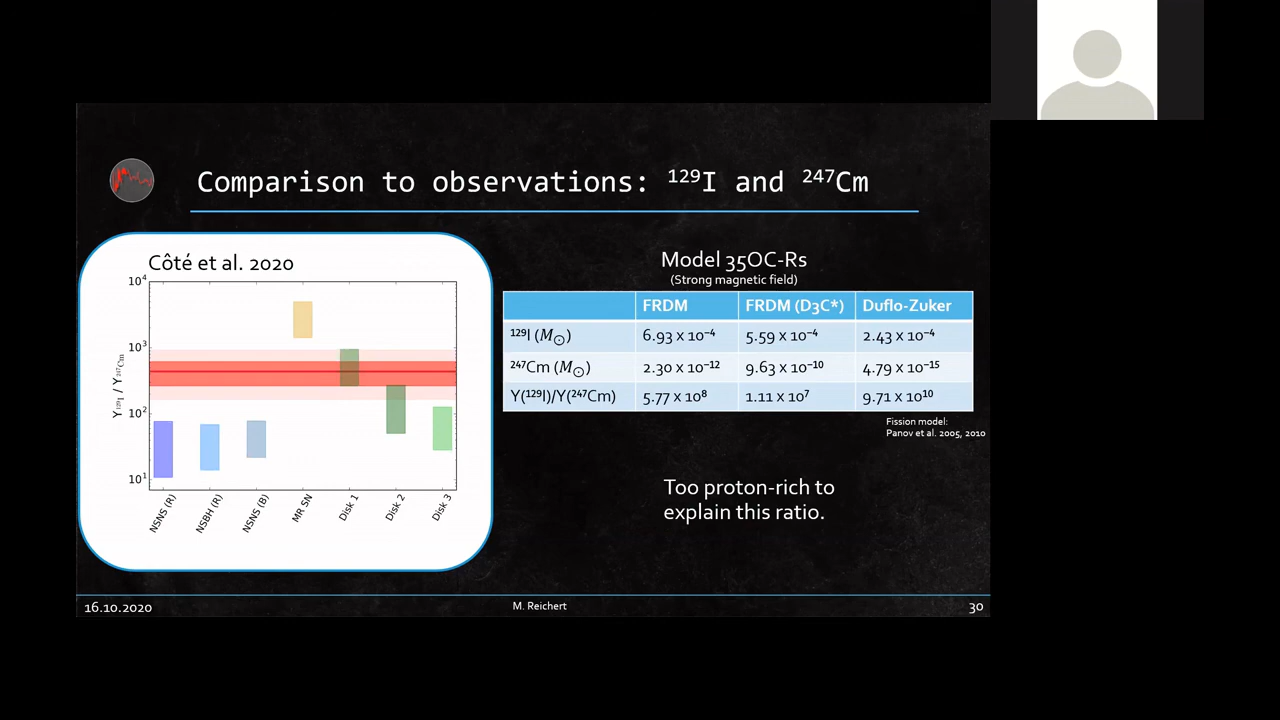 Comparison to observations: ¹²⁹I and ²⁴⁷Cm
Côté et al. 2020
10⁴
10³
10²
10¹
Y ¹²⁹I / Y ²⁴⁷Cm
NSNS (R)
NSBH (R)
NSNS (B)
MR SN
Disk 1
Disk 2
Disk 3
Model 35OC-Rs
(Strong magnetic field)
FRDM FRDM (D3C*) Duflo-Zuker
¹²⁹I (M☉) 6.93 x 10⁻⁴ 5.59 x 10⁻⁴ 2.43 x 10⁻⁴
²⁴⁷Cm (M☉) 2.30 x 10⁻¹² 9.63 x 10⁻¹⁰ 4.79 x 10⁻¹⁵
Y(¹²⁹I)/Y(²⁴⁷Cm) 5.77 x 10⁸ 1.11 x 10⁷ 9.71 x 10¹⁰
Fission model:
Panov et al. 2005, 2010
Too proton-rich to
explain this ratio.
16.10.2020
M. Reichert
30